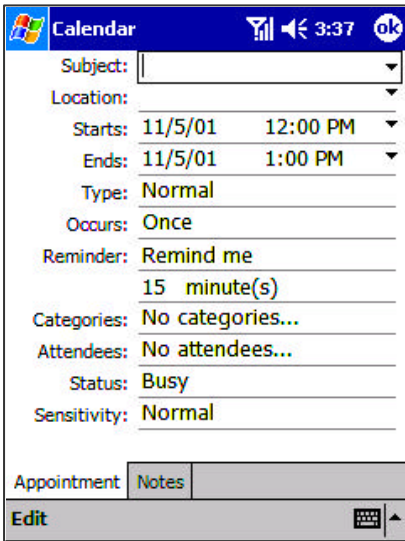 Calendar 3:37 ok
Subject:
Location:
Starts: 11/5/01 12:00 PM
Ends: 11/5/01 1:00 PM
Type: Normal
Occurs: Once
Reminder: Remind me
15 minute(s)
Categories: No categories...
Attendees: No attendees...
Status: Busy
Sensitivity: Normal
Appointment Notes
Edit